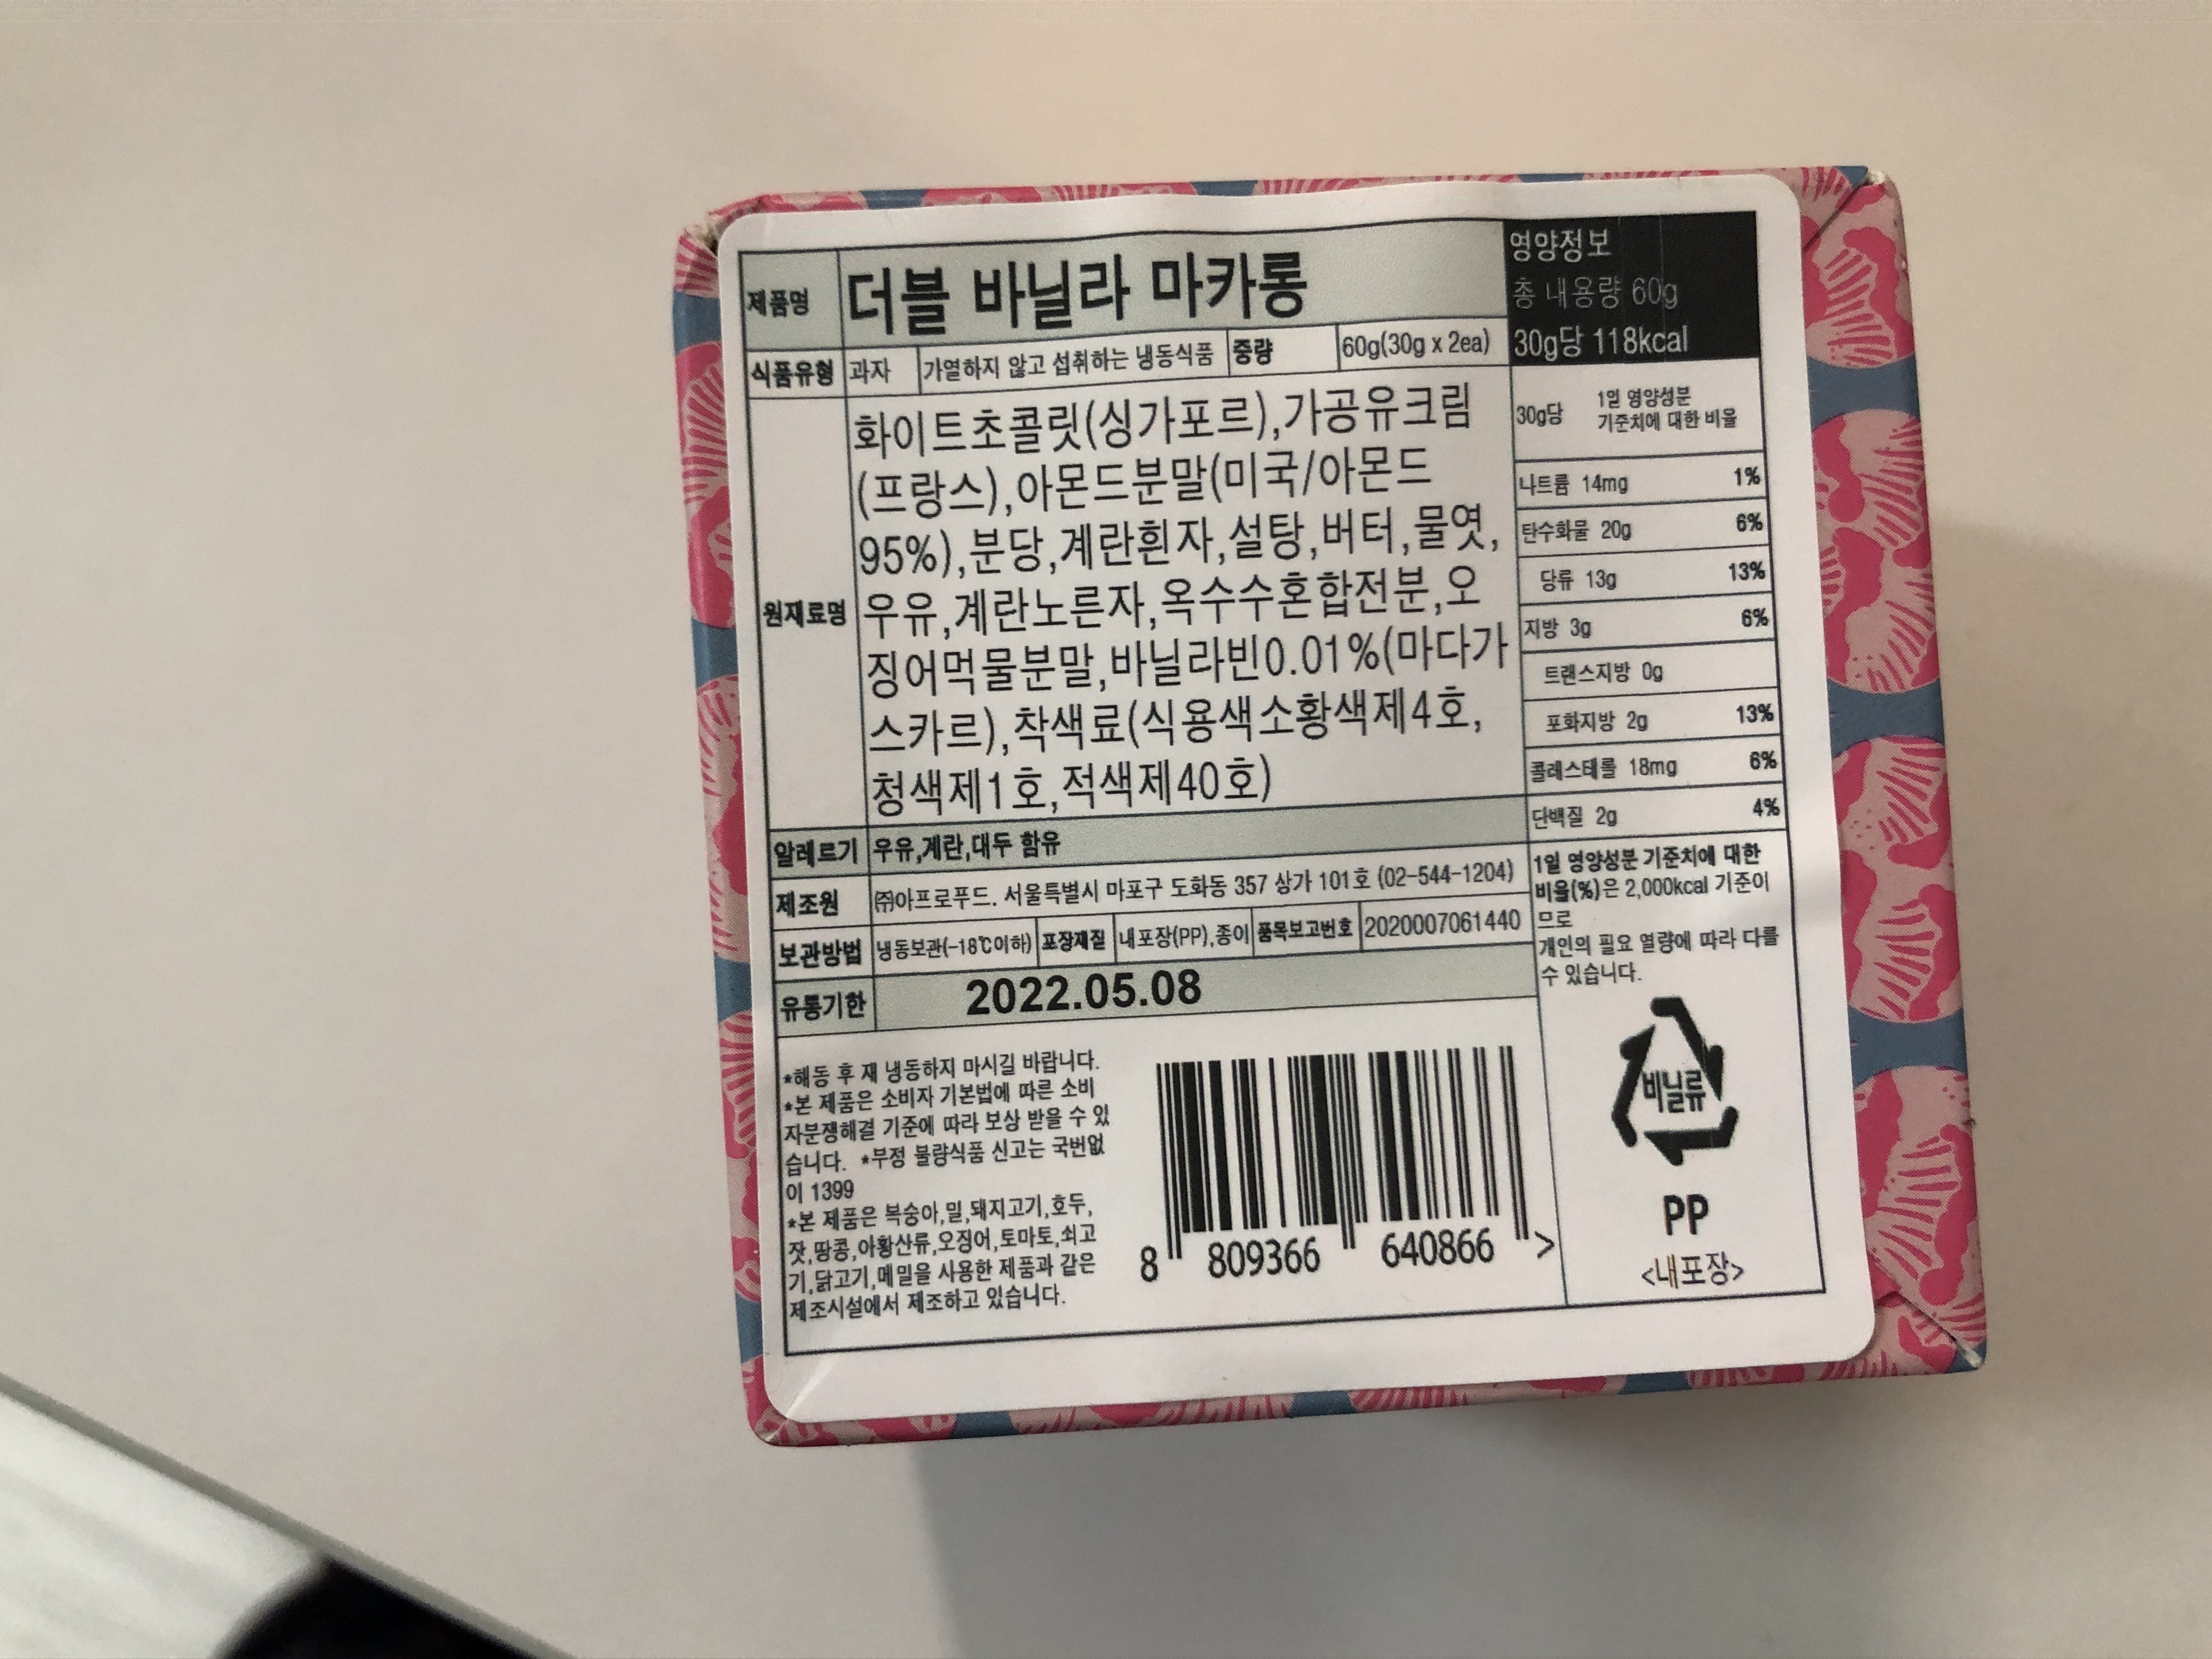 제품명 더블 바닐라 마카롱
식품유형 과자 가열하지 않고 섭취하는 냉동식품 중량 60g(30g x 2ea)
원재료명
화이트초콜릿(싱가포르),가공유크림
(프랑스),아몬드분말(미국/아몬드
95%),분당,계란흰자,설탕,버터,물엿,
우유,계란노른자,옥수수혼합전분,오
징어먹물분말,바닐라빈0.01%(마다가
스카르),착색료(식용색소황색제4호,
청색제1호,적색제40호)
알레르기 우유,계란,대두 함유
제조원 ㈜아프로푸드. 서울특별시 마포구 도화동 357 상가 101호 (02-544-1204)
보관방법 냉동보관(-18℃이하) 포장재질 내포장(PP),종이 품목보고번호 2020007061440
유통기한 2022.05.08
*해동 후 재 냉동하지 마시길 바랍니다.
*본 제품은 소비자 기본법에 따른 소비
자분쟁해결 기준에 따라 보상 받을 수 있
습니다. *부정 불량식품 신고는 국번없
이 1399
*본 제품은 복숭아,밀,돼지고기,호두,
잣,땅콩,아황산류,오징어,토마토,쇠고
기,닭고기,메밀을 사용한 제품과 같은
제조시설에서 제조하고 있습니다.
8 809366 640866 >
영양정보
총 내용량 60g
30g당 118kcal
30g당 1일 영양성분
기준치에 대한 비율
나트륨 14mg 1%
탄수화물 20g 6%
당류 13g 13%
지방 3g 6%
트랜스지방 0g
포화지방 2g 13%
콜레스테롤 18mg 6%
단백질 2g 4%
1일 영양성분 기준치에 대한
비율(%)은 2,000kcal 기준이
므로
개인의 필요 열량에 따라 다를
수 있습니다.
비닐류
PP
<내포장>